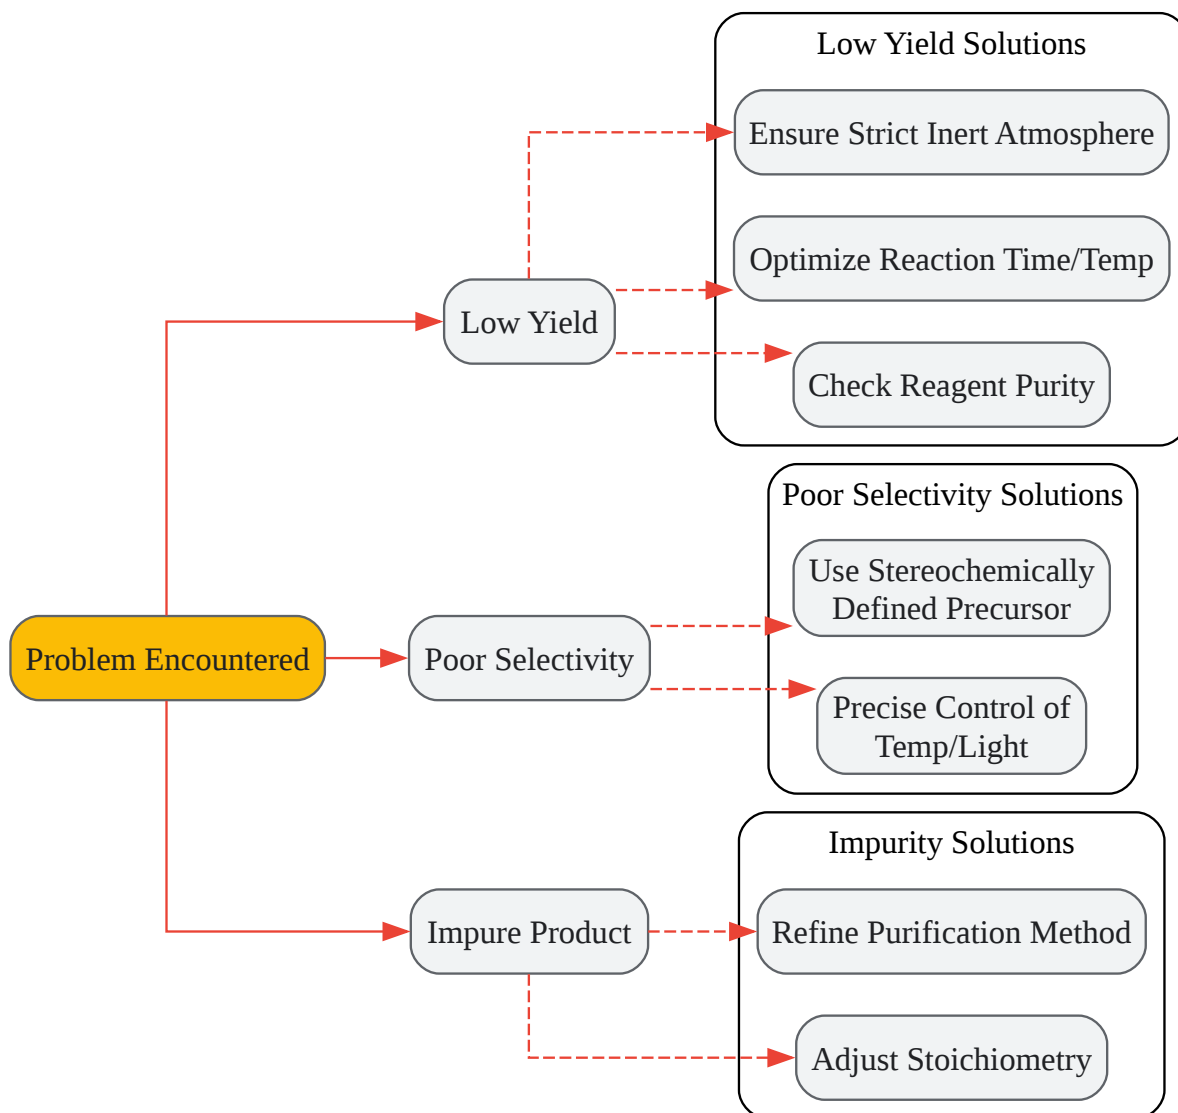 Low Yield Solutions
Ensure Strict Inert Atmosphere
Optimize Reaction Time/Temp
Low Yield
Check Reagent Purity
Poor Selectivity Solutions
Use Stereochemically
Defined Precursor
Problem Encountered
Poor Selectivity
Precise Control of
Temp/Light
Impurity Solutions
Impure Product
Refine Purification Method
Adjust Stoichiometry